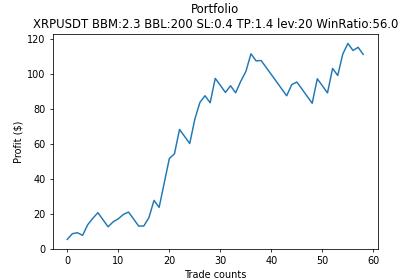 Portfolio
XRPUSDT BBM:2.3 BBL:200 SL:0.4 TP:1.4 lev:20 WinRatio:56.0
120
100
80
60
40
20
0
Profit ($)
0 10 20 30 40 50 60
Trade counts